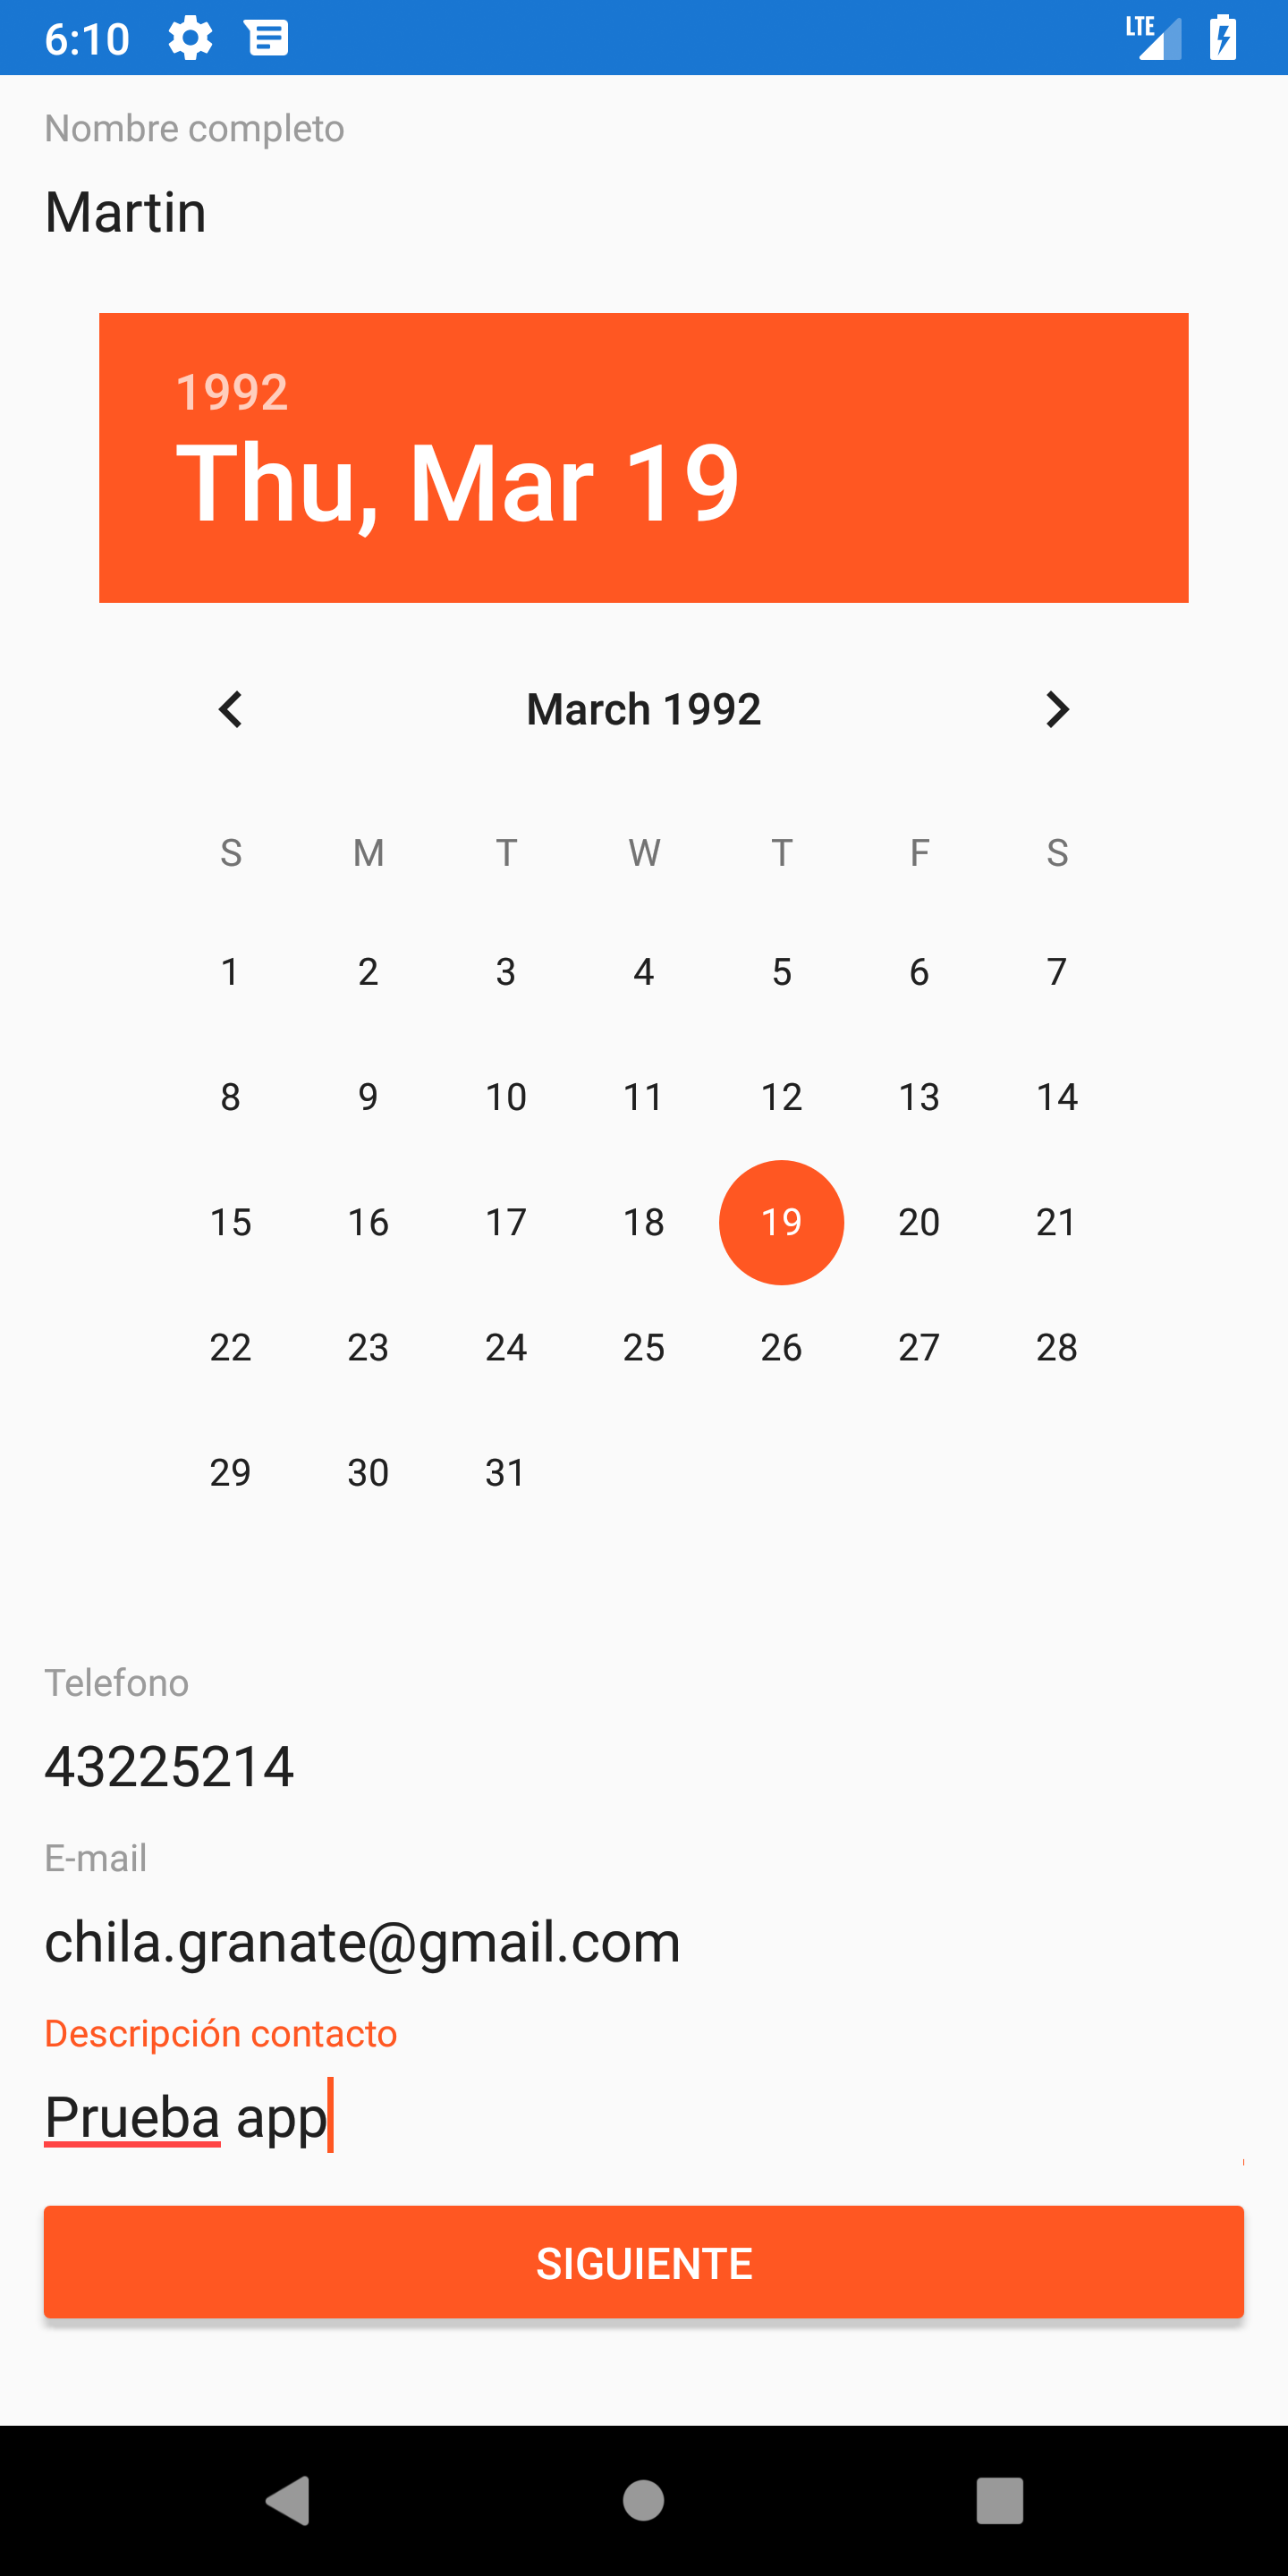 6:10 LTE
Nombre completo
Martin
1992
Thu, Mar 19
March 1992
S M T W T F S
1 2 3 4 5 6 7
8 9 10 11 12 13 14
15 16 17 18 19 20 21
22 23 24 25 26 27 28
29 30 31
Telefono
43225214
E-mail
chila.granate@gmail.com
Descripción contacto
Prueba app
SIGUIENTE